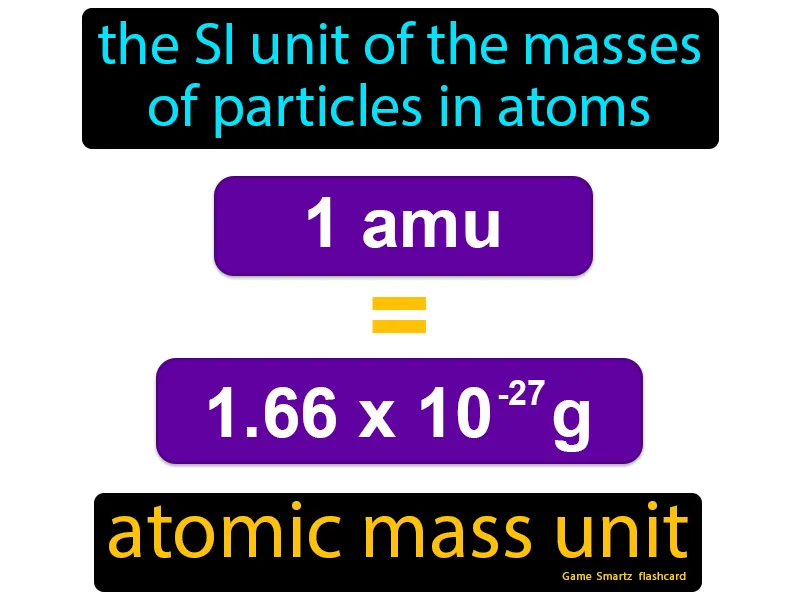 the SI unit of the masses
of particles in atoms
1 amu
=
1.66 x 10⁻²⁷ g
atomic mass unit
Game Smartz flashcard